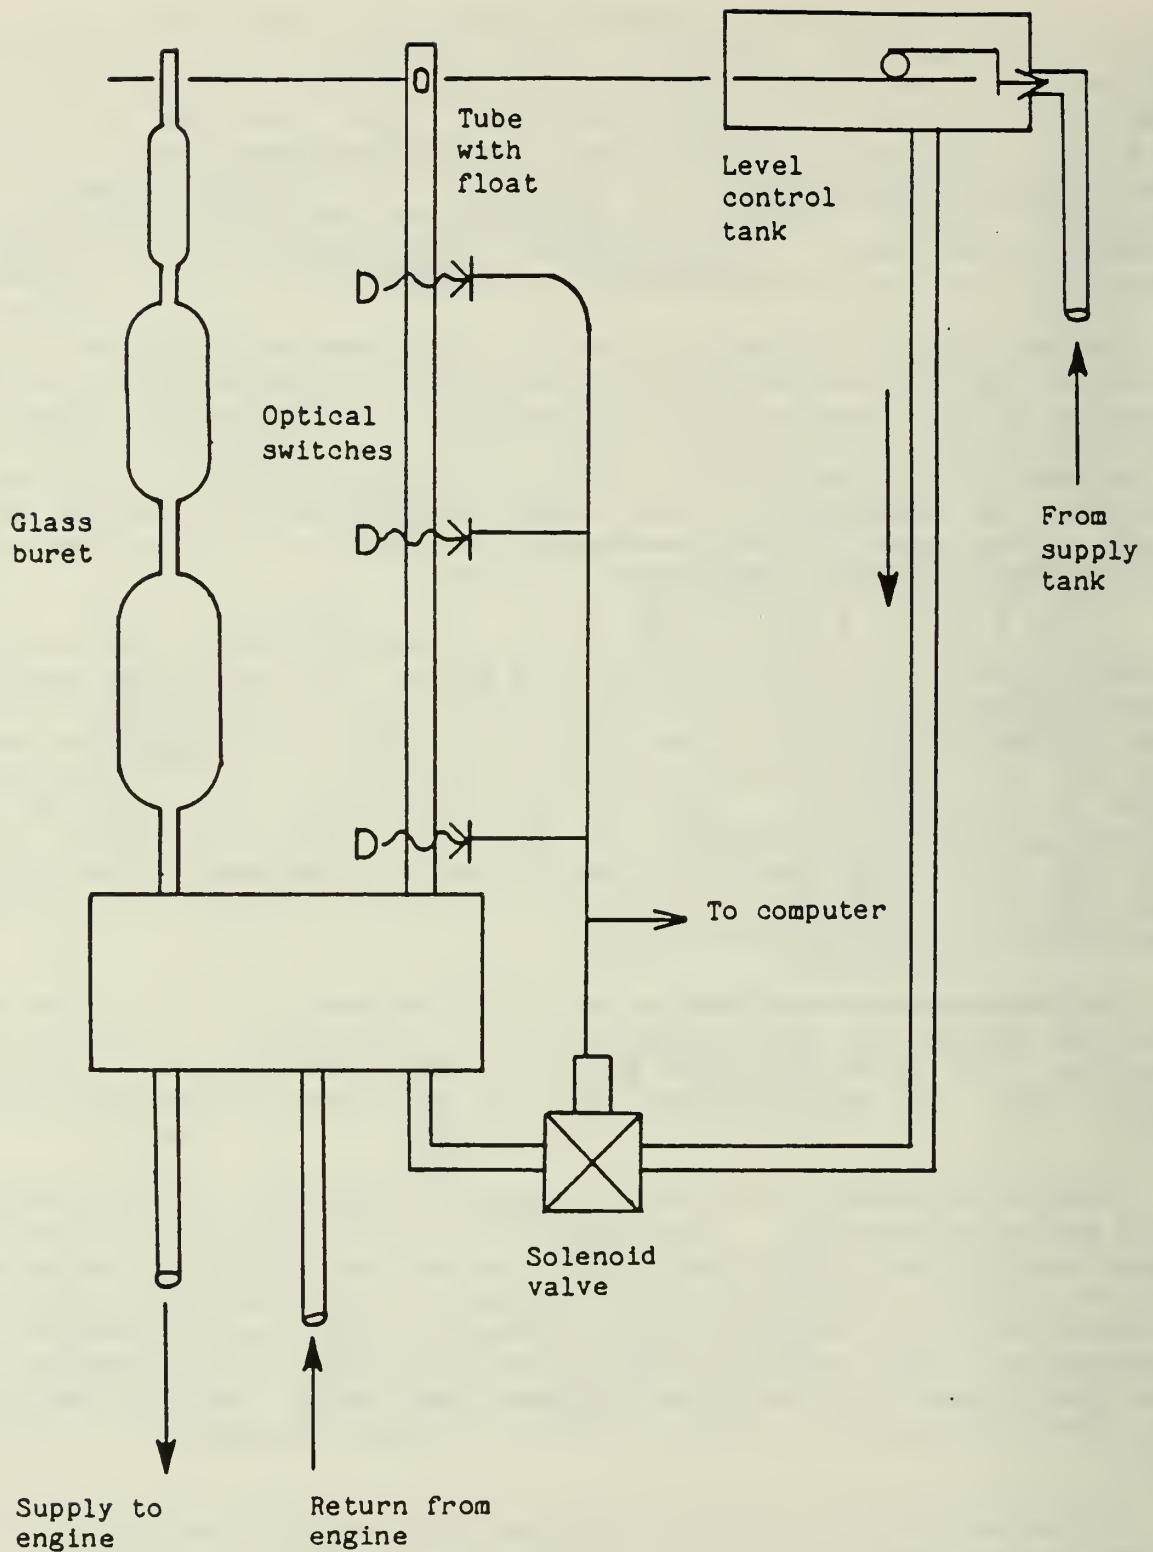 Tube
with
float
Level
control
tank
Optical
switches
Glass
buret
From
supply
tank
To computer
Solenoid
valve
Supply to
engine
Return from
engine